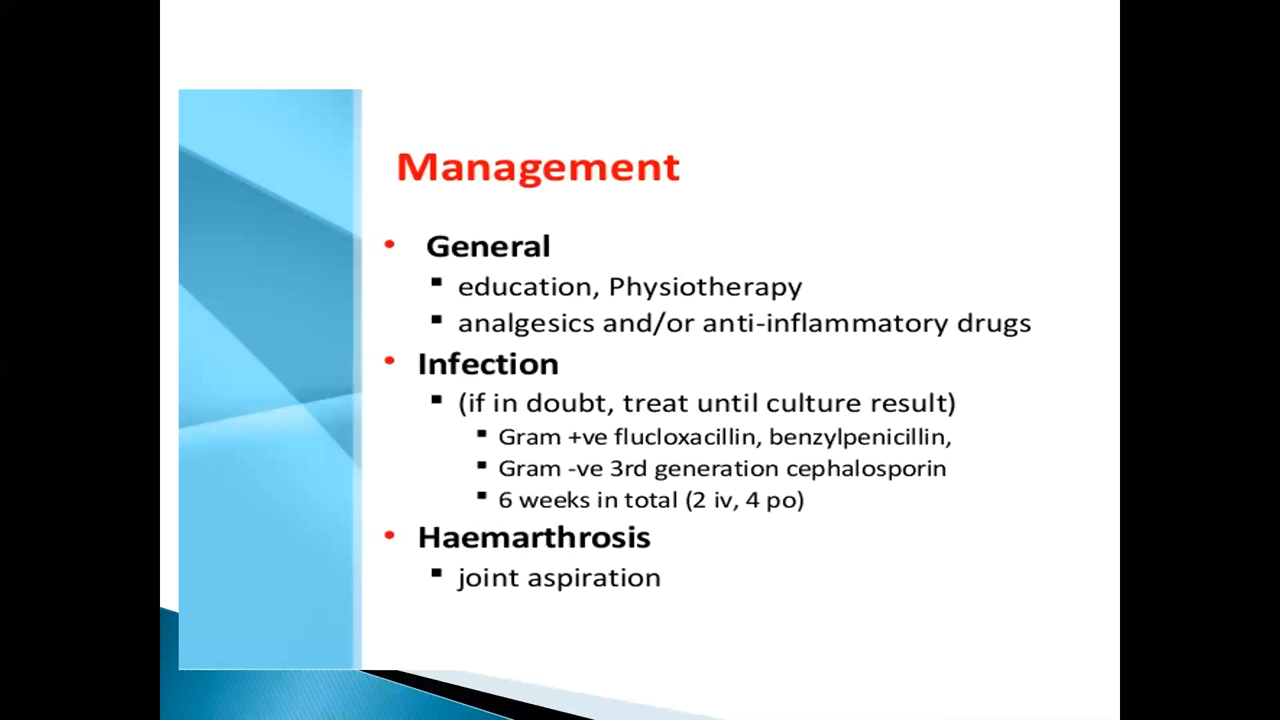 Management
• General
▪ education, Physiotherapy
▪ analgesics and/or anti-inflammatory drugs
• Infection
▪ (if in doubt, treat until culture result)
▪ Gram +ve flucloxacillin, benzylpenicillin,
▪ Gram -ve 3rd generation cephalosporin
▪ 6 weeks in total (2 iv, 4 po)
• Haemarthrosis
▪ joint aspiration